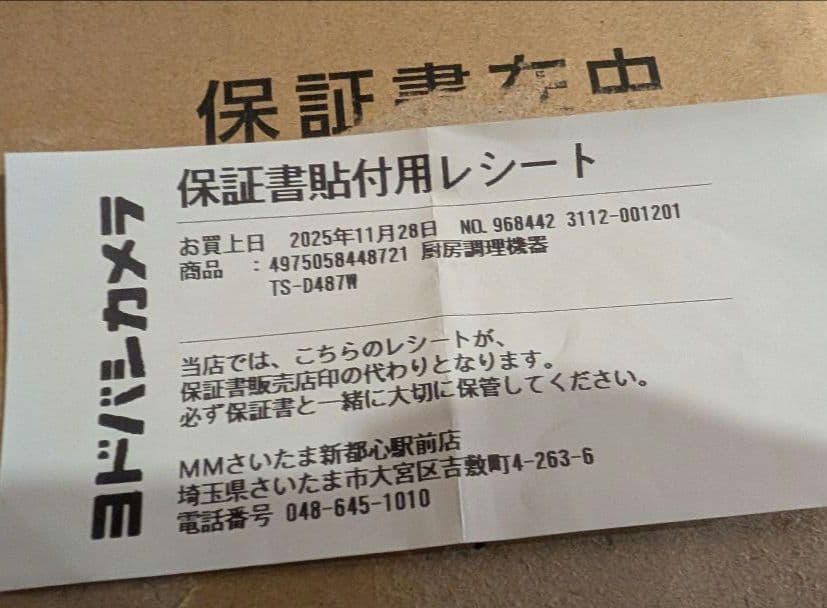 保証書在中
保証書貼付用レシート
お買上日 2025年11月28日 NO. 968442 3112-001201
商品 :4975058448721 厨房調理機器
TS-D487W
当店では、こちらのレシートが、
保証書販売店印の代わりとなります。
必ず保証書と一緒に大切に保管してください。
MMさいたま新都心駅前店
埼玉県さいたま市大宮区吉敷町4-263-6
電話番号 048-645-1010
ヨドバシカメラ